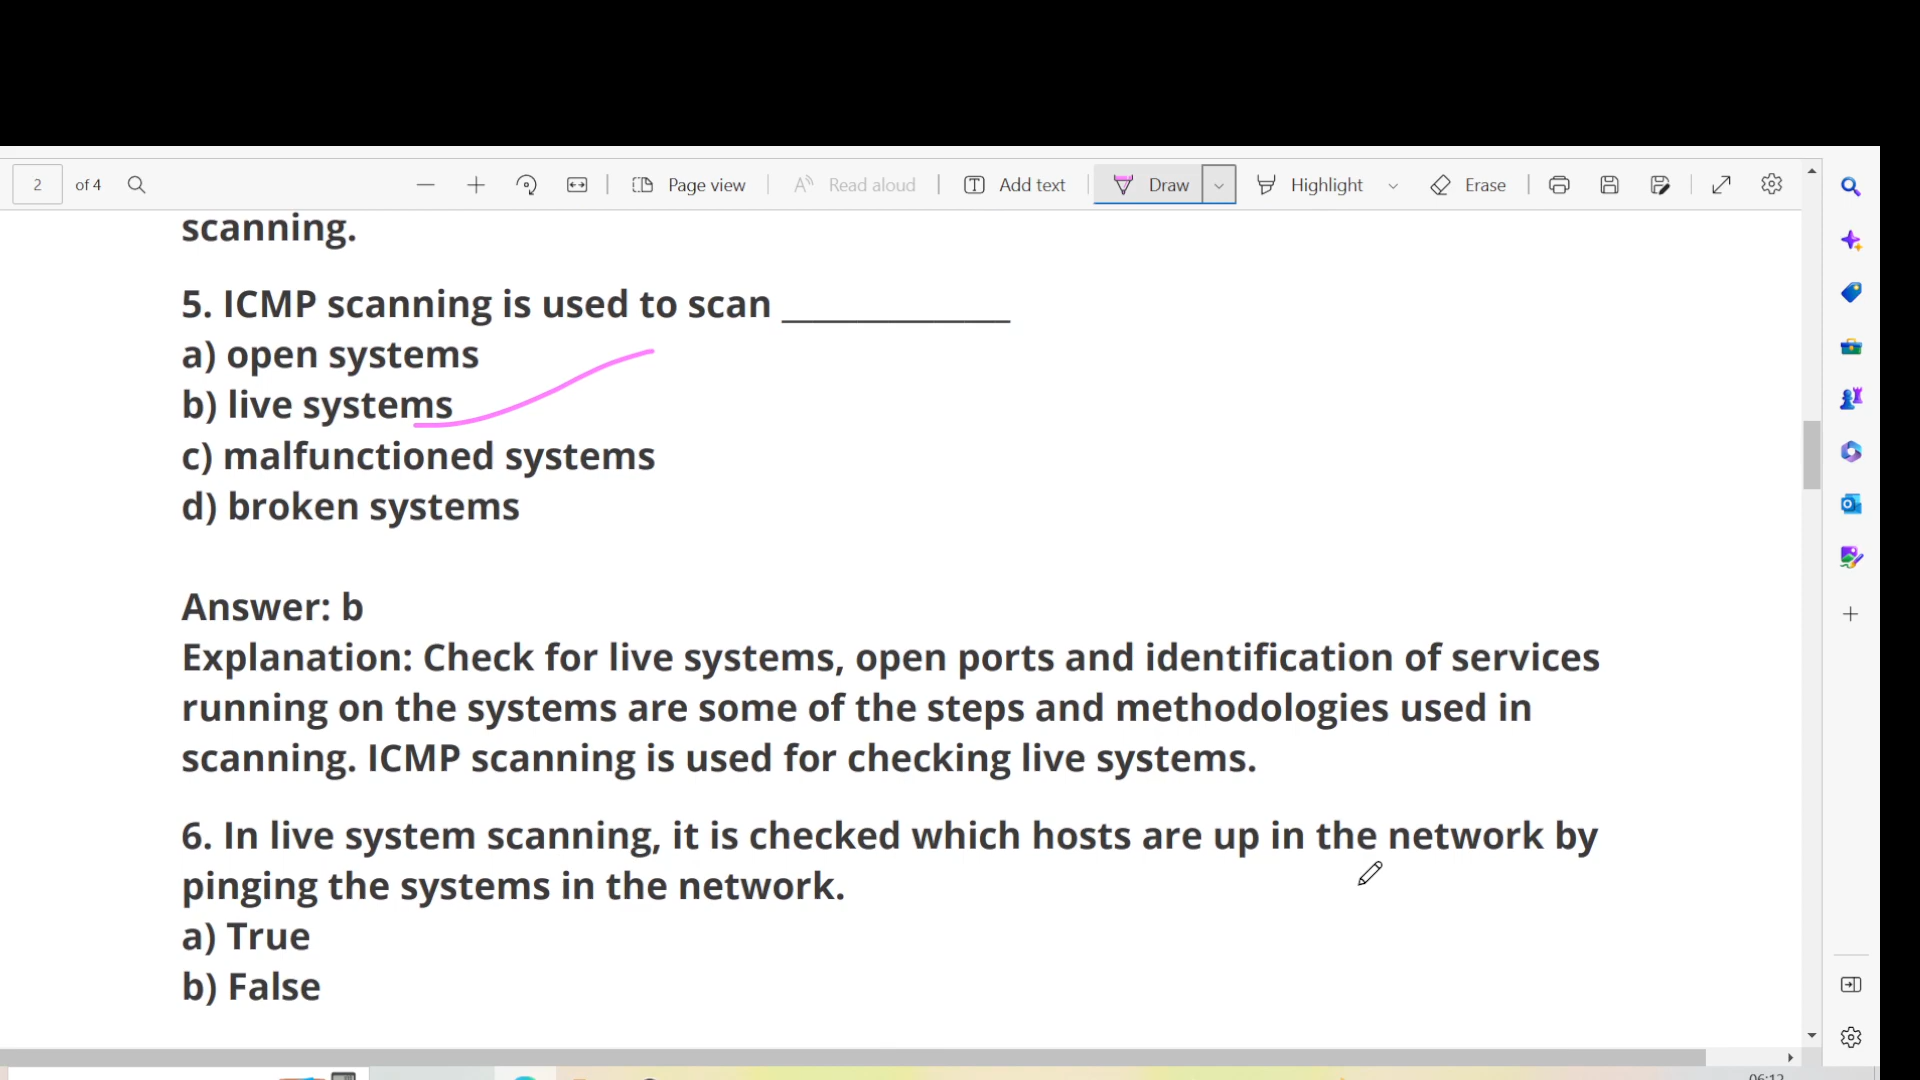 2 of 4 Page view Read aloud Add text Draw Highlight Erase
scanning.
5. ICMP scanning is used to scan _____________
a) open systems
b) live systems
c) malfunctioned systems
d) broken systems
Answer: b
Explanation: Check for live systems, open ports and identification of services
running on the systems are some of the steps and methodologies used in
scanning. ICMP scanning is used for checking live systems.
6. In live system scanning, it is checked which hosts are up in the network by
pinging the systems in the network.
a) True
b) False